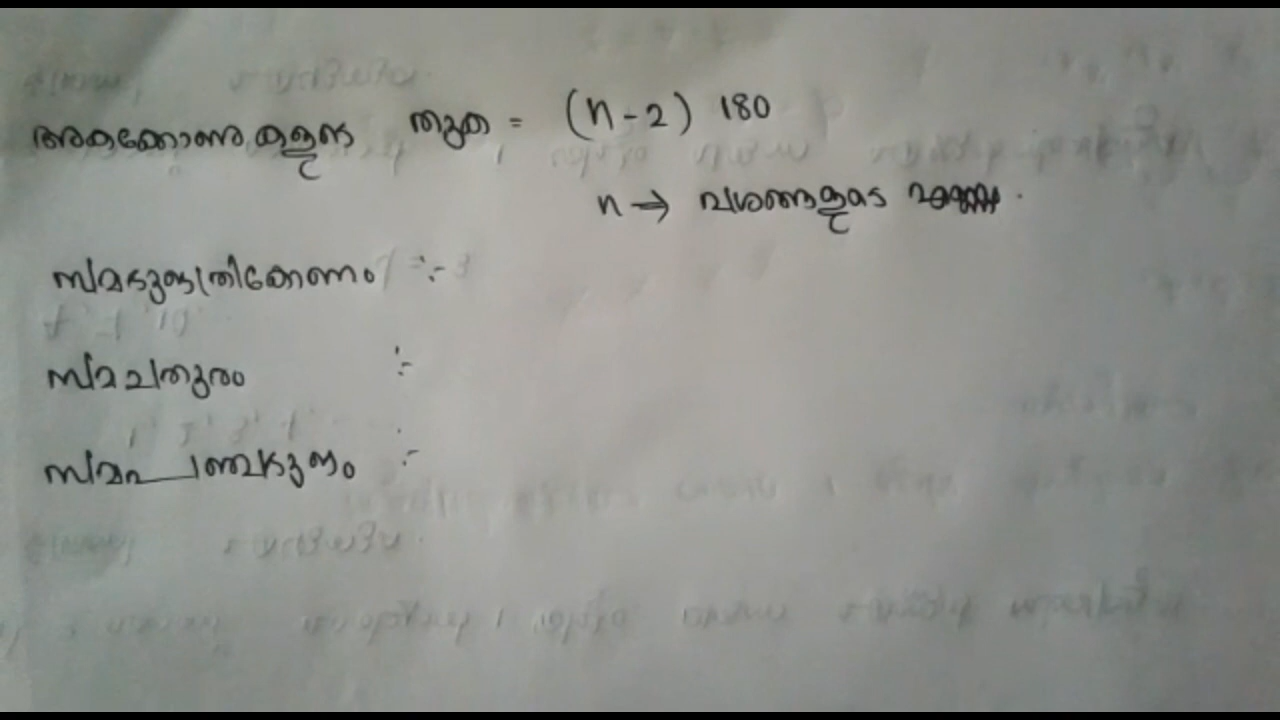 അകക്കോണുകളുടെ തുക = (n-2) 180
n → വശങ്ങളുടെ എണ്ണം.
സമഭുജത്രികോണം :-
സമചതുരം :-
സമപഞ്ചഭുജം :-